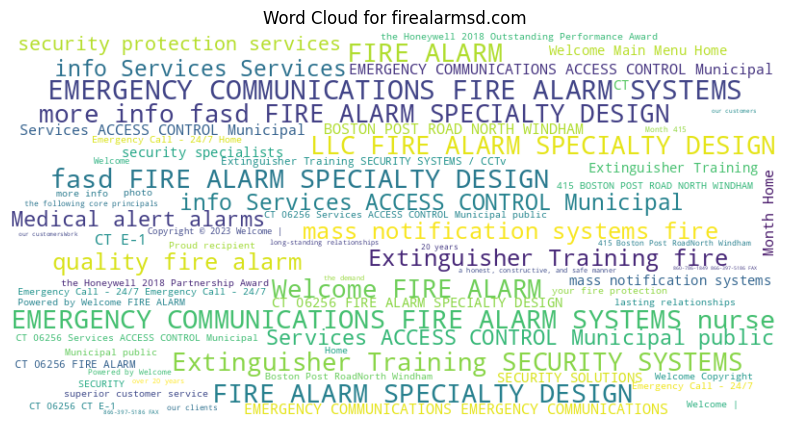 Word Cloud for firealarmsd.com
the Honeywell 2018 Outstanding Performance Award
security protection services
FIRE ALARM
Welcome Main Menu Home
info Services Services
EMERGENCY COMMUNICATIONS ACCESS CONTROL Municipal
EMERGENCY COMMUNICATIONS FIRE ALARM SYSTEMS
CT
more info fasd FIRE ALARM SPECIALTY DESIGN
our customers
Services ACCESS CONTROL Municipal
BOSTON POST ROAD NORTH WINDHAM
Month 415
Emergency Call - 24/7 Home
LLC FIRE ALARM SPECIALTY DESIGN
security specialists
Welcome
Extinguisher Training SECURITY SYSTEMS / CCTv
Extinguisher Training
fasd FIRE ALARM SPECIALTY DESIGN
415 BOSTON POST ROAD NORTH WINDHAM
more info
photo
info Services ACCESS CONTROL Municipal
the following core principals
Month Home
Medical alert alarms
CT 06256 Services ACCESS CONTROL Municipal public
mass notification systems fire
our customersWork
Copyright © 2023 Welcome |
CT E-1
Proud recipient
long-standing relationships
20 years
415 Boston Post RoadNorth Windham
quality fire alarm
Extinguisher Training fire
a honest, constructive, and safe manner
the demand
the Honeywell 2018 Partnership Award
Welcome FIRE ALARM
mass notification systems
Emergency Call - 24/7 Emergency Call - 24/7
your fire protection
Powered by Welcome FIRE ALARM
CT 06256 FIRE ALARM SPECIALTY DESIGN
lasting relationships
EMERGENCY COMMUNICATIONS FIRE ALARM SYSTEMS nurse
CT 06256 Services ACCESS CONTROL Municipal
Services ACCESS CONTROL Municipal public
Municipal public
Home
CT 06256 FIRE ALARM
Extinguisher Training SECURITY SYSTEMS
Powered by Welcome
Boston Post RoadNorth Windham
SECURITY SOLUTIONS
Welcome Copyright
SECURITY
over 20 years
Emergency Call - 24/7
superior customer service
FIRE ALARM SPECIALTY DESIGN
CT 06256 CT E-1
our clients
EMERGENCY COMMUNICATIONS EMERGENCY COMMUNICATIONS
Welcome |
866-397-5186 FAX